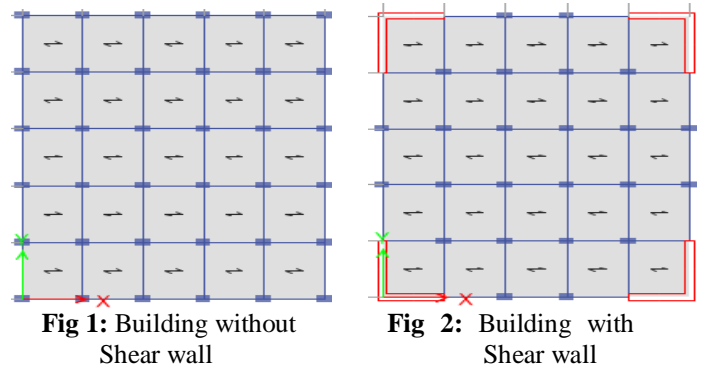 Y
X
Fig 1: Building without
Shear wall
Y
X
Fig 2: Building with
Shear wall